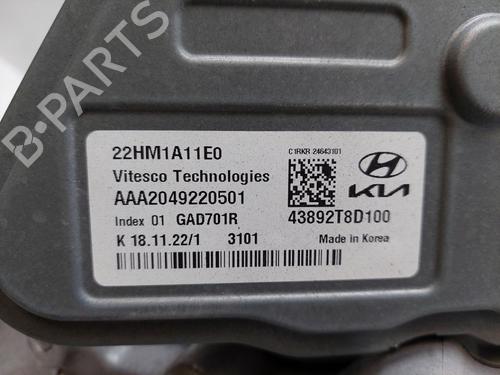 B-PARTS
22HM1A11E0
C1RKR 24643101
Vitesco Technologies
AAA2049220501
KIA
Index 01 GAD701R
43892T8D100
K 18.11.22/1 3101
Made in Korea